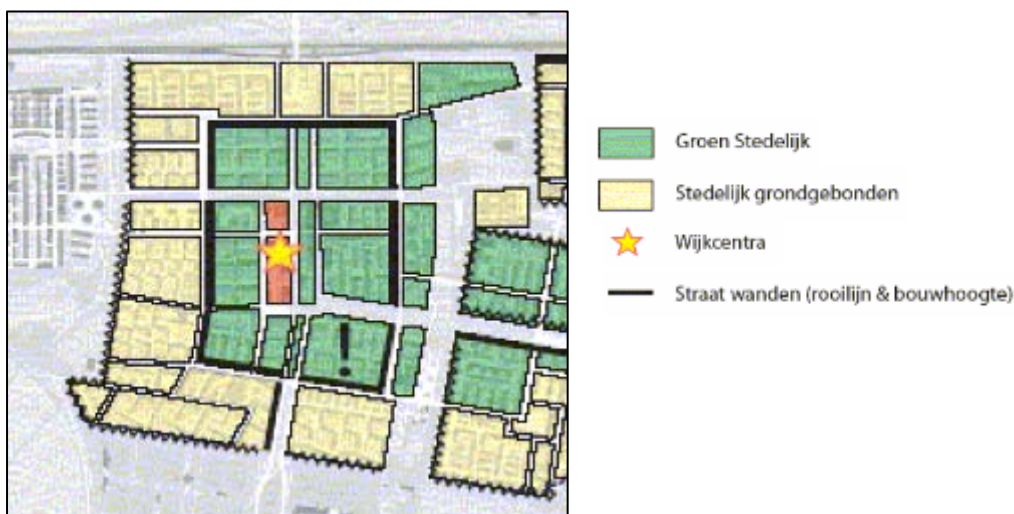 Groen Stedelijk
Stedelijk grondgebonden
Wijkcentra
Straat wanden (rooilijn & bouwhoogte)